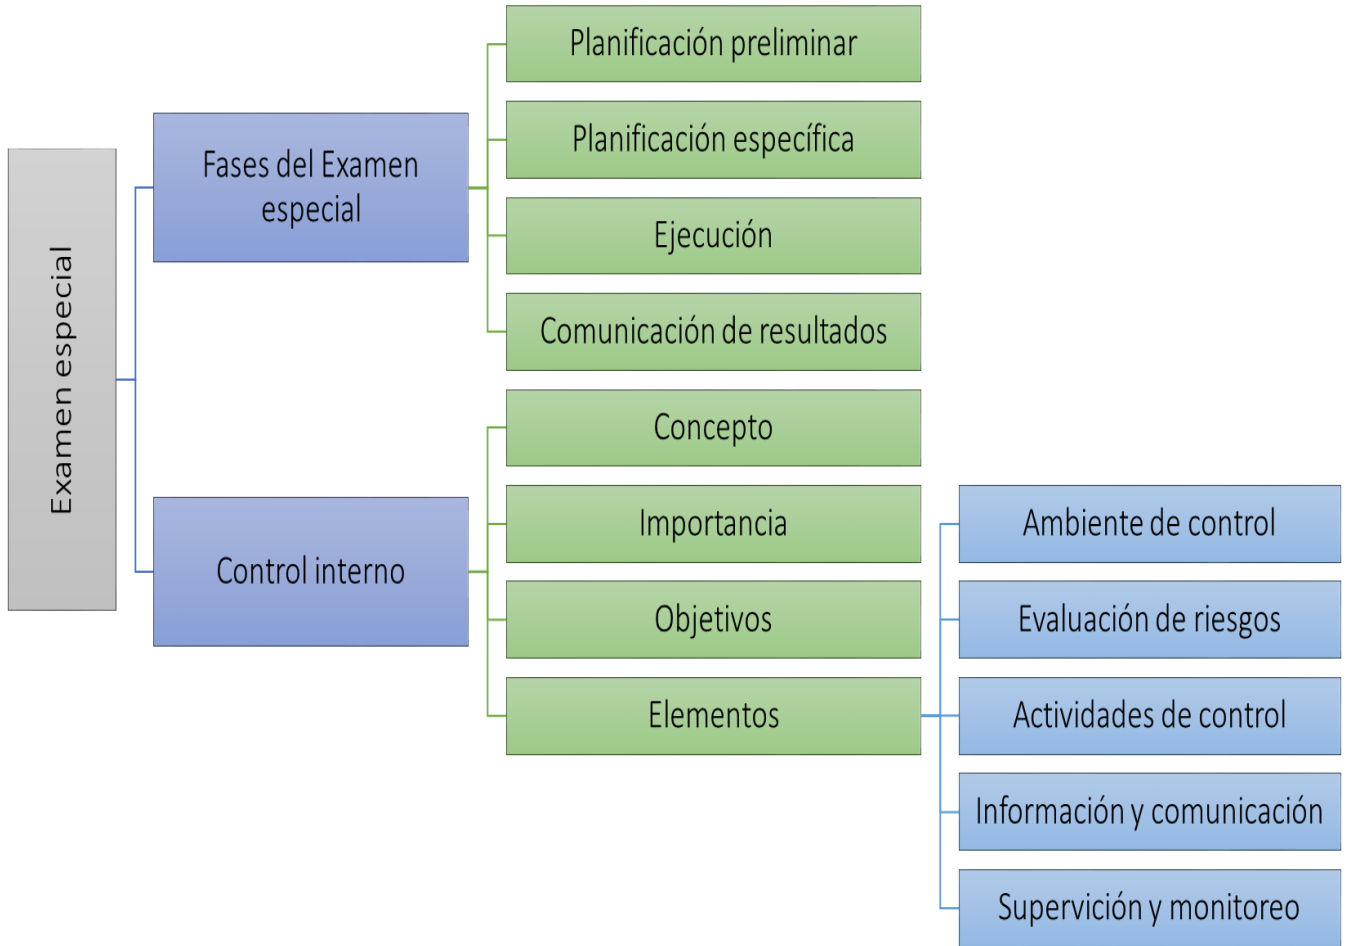 Examen especial
Fases del Examen
especial
Planificación preliminar
Planificación específica
Ejecución
Comunicación de resultados
Control interno
Concepto
Importancia
Objetivos
Elementos
Ambiente de control
Evaluación de riesgos
Actividades de control
Información y comunicación
Supervición y monitoreo